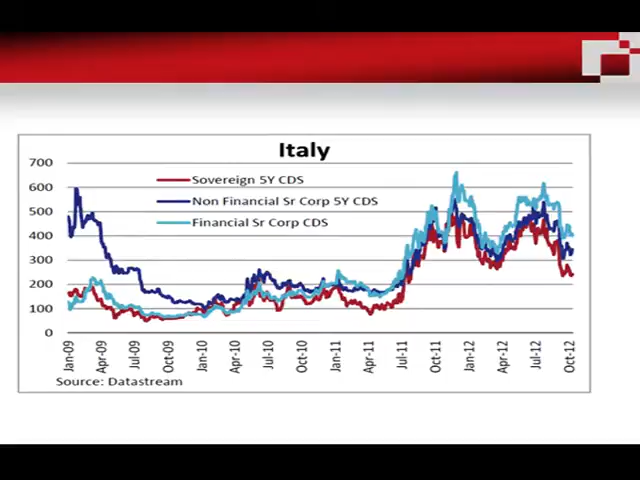 Italy
700
600
500
400
300
200
100
0
Sovereign 5Y CDS
Non Financial Sr Corp 5Y CDS
Financial Sr Corp CDS
Jan-09
Apr-09
Jul-09
Oct-09
Jan-10
Apr-10
Jul-10
Oct-10
Jan-11
Apr-11
Jul-11
Oct-11
Jan-12
Apr-12
Jul-12
Oct-12
Source: Datastream